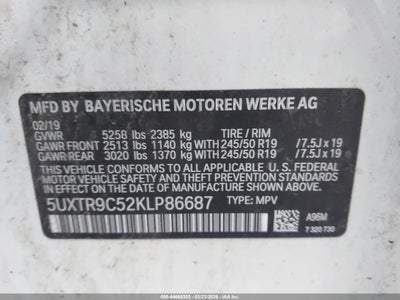 MFD BY BAYERISCHE MOTOREN WERKE AG
02/19
GVWR 5258 lbs 2385 kg TIRE / RIM
GAWR FRONT 2513 lbs 1140 kg WITH 245/50 R19 /7.5J x 19
GAWR REAR 3020 lbs 1370 kg WITH 245/50 R19 /7.5J x 19
THIS VEHICLE CONFORMS TO ALL APPLICABLE U. S. FEDERAL
MOTOR VEHICLE SAFETY STANDARDS IN EFFECT ON THE
DATE OF MANUFACTURE SHOWN ABOVE.
5UXTR9C52KLP86687 TYPE: MPV
A96M
7 320 730